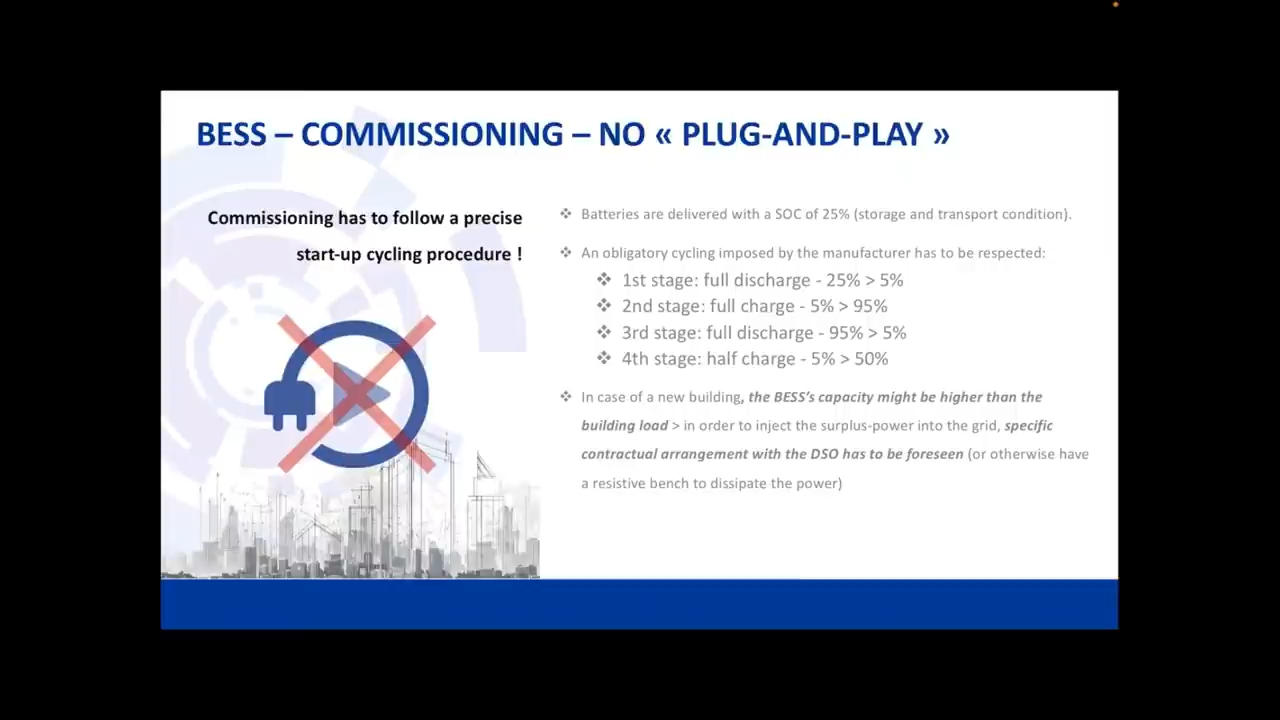 BESS – COMMISSIONING – NO « PLUG-AND-PLAY »
Commissioning has to follow a precise
start-up cycling procedure !
❖ Batteries are delivered with a SOC of 25% (storage and transport condition).
❖ An obligatory cycling imposed by the manufacturer has to be respected:
❖ 1st stage: full discharge - 25% > 5%
❖ 2nd stage: full charge - 5% > 95%
❖ 3rd stage: full discharge - 95% > 5%
❖ 4th stage: half charge - 5% > 50%
❖ In case of a new building, the BESS's capacity might be higher than the
building load > in order to inject the surplus-power into the grid, specific
contractual arrangement with the DSO has to be foreseen (or otherwise have
a resistive bench to dissipate the power)